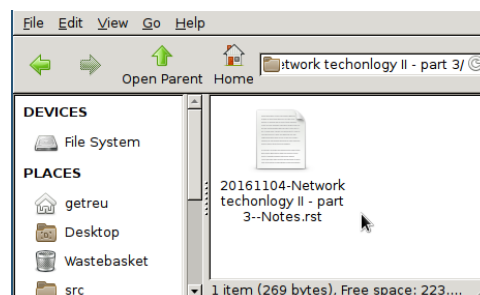 File Edit View Go Help
Open Parent Home
twork techonlogy II - part 3/
DEVICES
File System
PLACES
getreu
Desktop
Wastebasket
src
20161104-Network
techonlogy II - part
3--Notes.rst
1 item (269 bytes), Free space: 223....